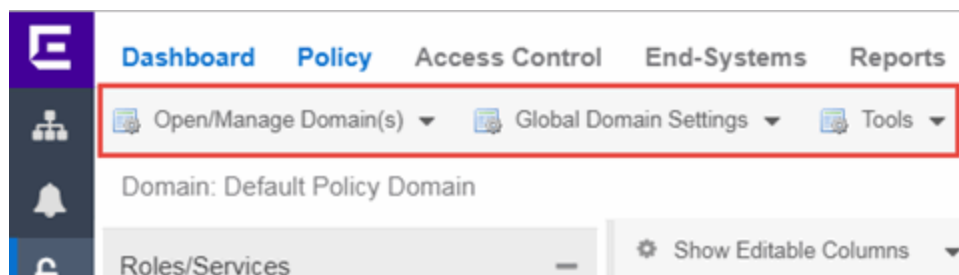 Dashboard Policy Access Control End-Systems Reports
Open/Manage Domain(s) Global Domain Settings Tools
Domain: Default Policy Domain
Roles/Services Show Editable Columns